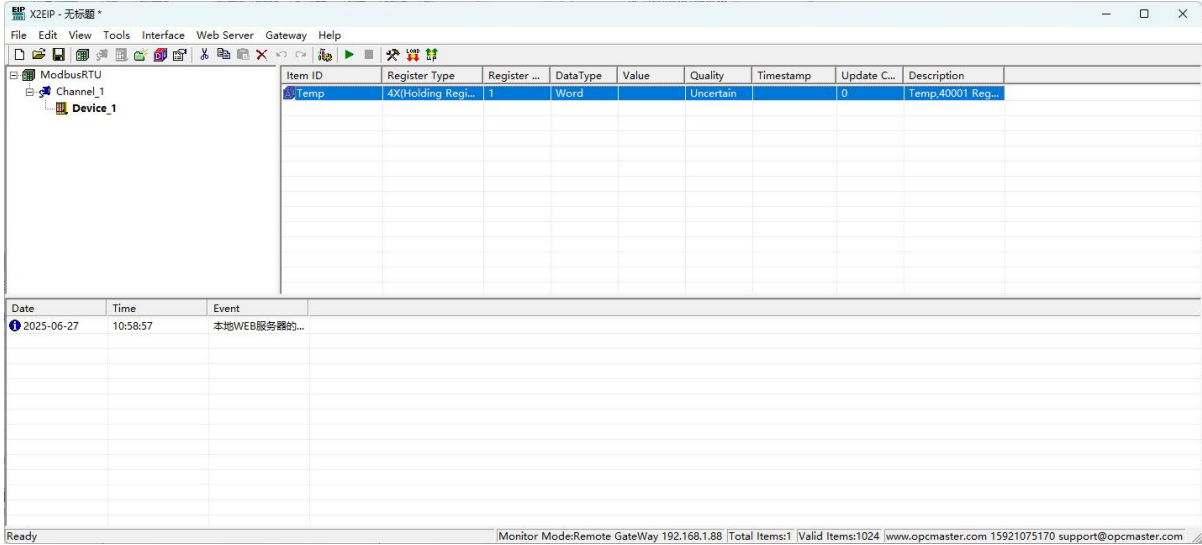 EIP X2EIP - 无标题 *
File Edit View Tools Interface Web Server Gateway Help
LOAD
ModbusRTU
Channel_1
Device_1
Item ID Register Type Register ... DataType Value Quality Timestamp Update C... Description
Temp 4X(Holding Regi... 1 Word Uncertain 0 Temp,40001 Reg...
Date Time Event
2025-06-27 10:58:57 本地WEB服务器的...
Ready Monitor Mode:Remote GateWay 192.168.1.88 Total Items:1 Valid Items:1024 www.opcmaster.com 15921075170 support@opcmaster.com